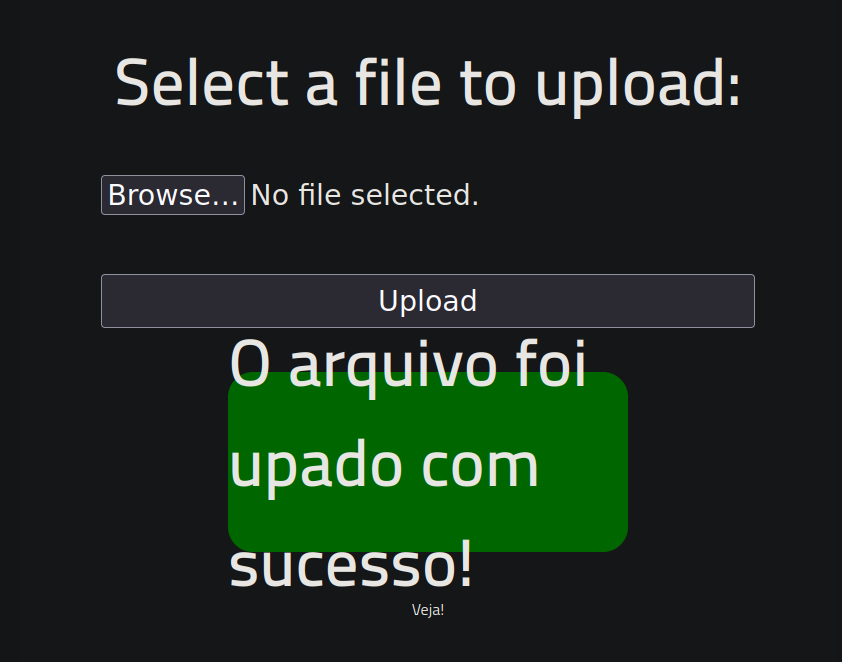 Select a file to upload:
Browse... No file selected.
Upload
O arquivo foi
upado com
sucesso!
Veja!